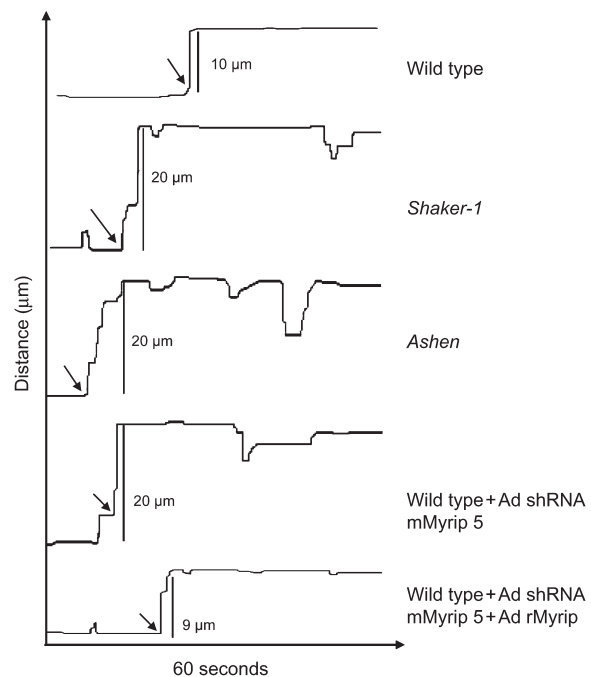 10 μm
Wild type
20 μm
Shaker-1
Distance (μm)
20 μm
Ashen
20 μm
Wild type + Ad shRNA
mMyrip 5
Wild type + Ad shRNA
mMyrip 5 + Ad rMyrip
9 μm
60 seconds